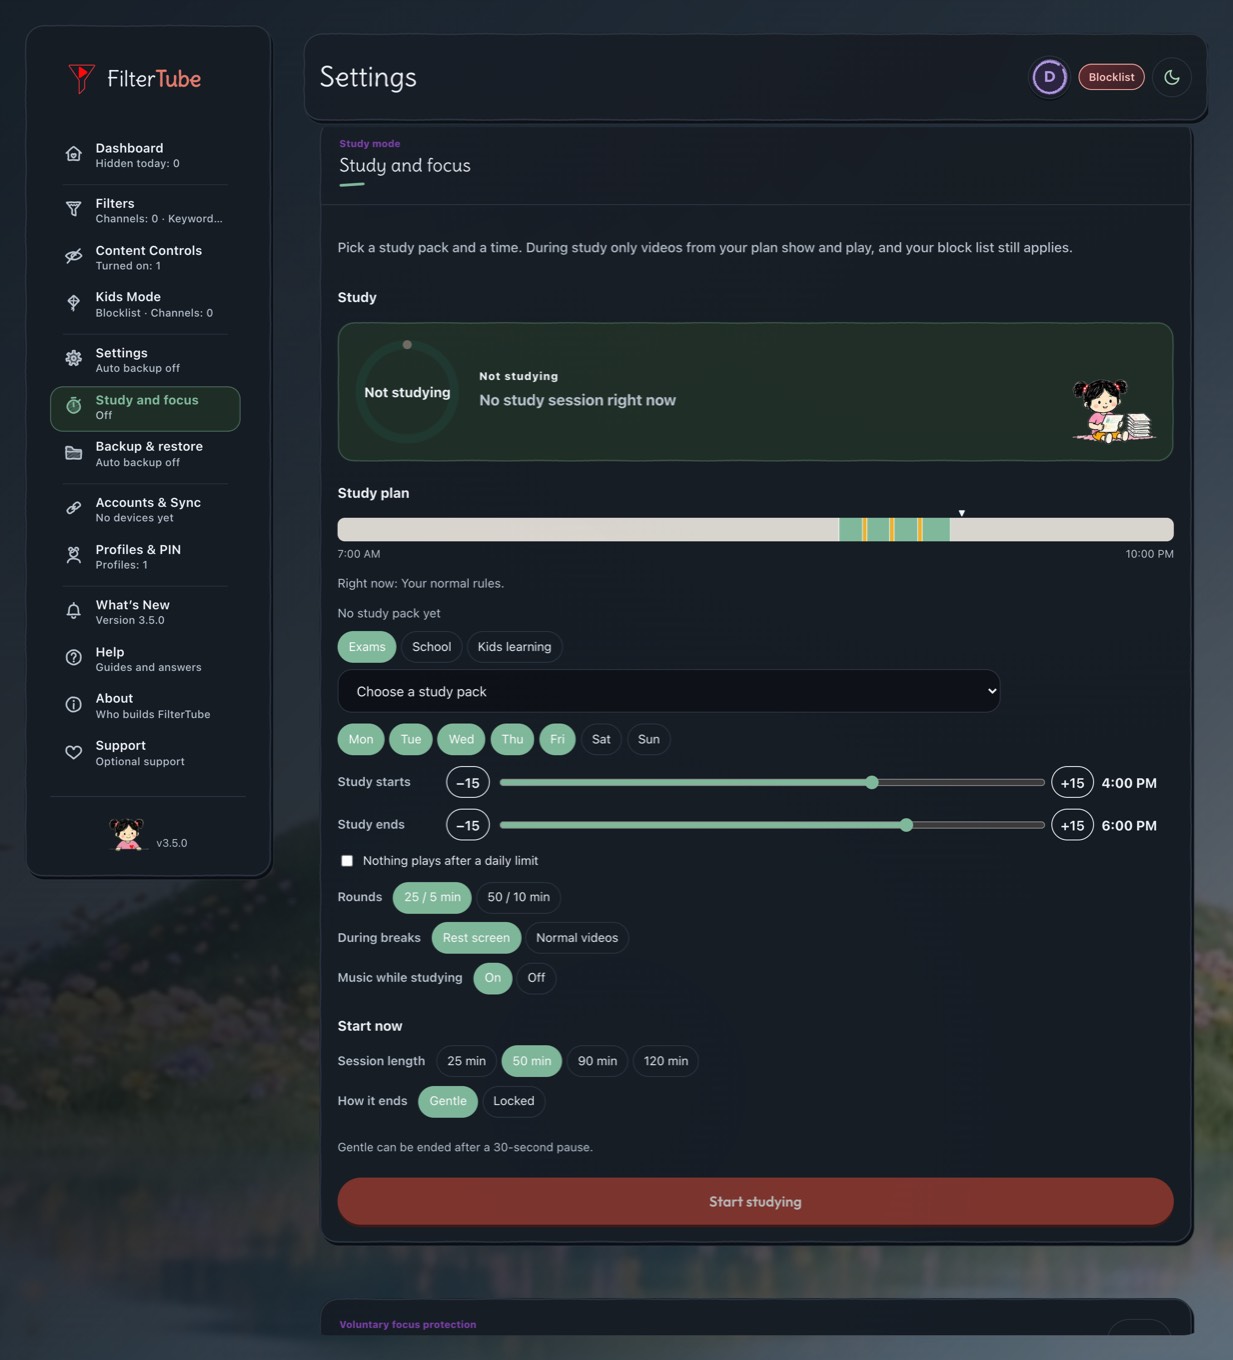 FilterTube
Dashboard
Hidden today: 0
Filters
Channels: 0 · Keyword...
Content Controls
Turned on: 1
Kids Mode
Blocklist · Channels: 0
Settings
Auto backup off
Study and focus
Off
Backup & restore
Auto backup off
Accounts & Sync
No devices yet
Profiles & PIN
Profiles: 1
What's New
Version 3.5.0
Help
Guides and answers
About
Who builds FilterTube
Support
Optional support
v3.5.0
Settings
D
Blocklist
Study mode
Study and focus
Pick a study pack and a time. During study only videos from your plan show and play, and your block list still applies.
Study
Not studying
Not studying
No study session right now
Study plan
7:00 AM
10:00 PM
Right now: Your normal rules.
No study pack yet
Exams School Kids learning
Choose a study pack
Mon Tue Wed Thu Fri Sat Sun
Study starts −15 +15 4:00 PM
Study ends −15 +15 6:00 PM
Nothing plays after a daily limit
Rounds 25 / 5 min 50 / 10 min
During breaks Rest screen Normal videos
Music while studying On Off
Start now
Session length 25 min 50 min 90 min 120 min
How it ends Gentle Locked
Gentle can be ended after a 30-second pause.
Start studying
Voluntary focus protection